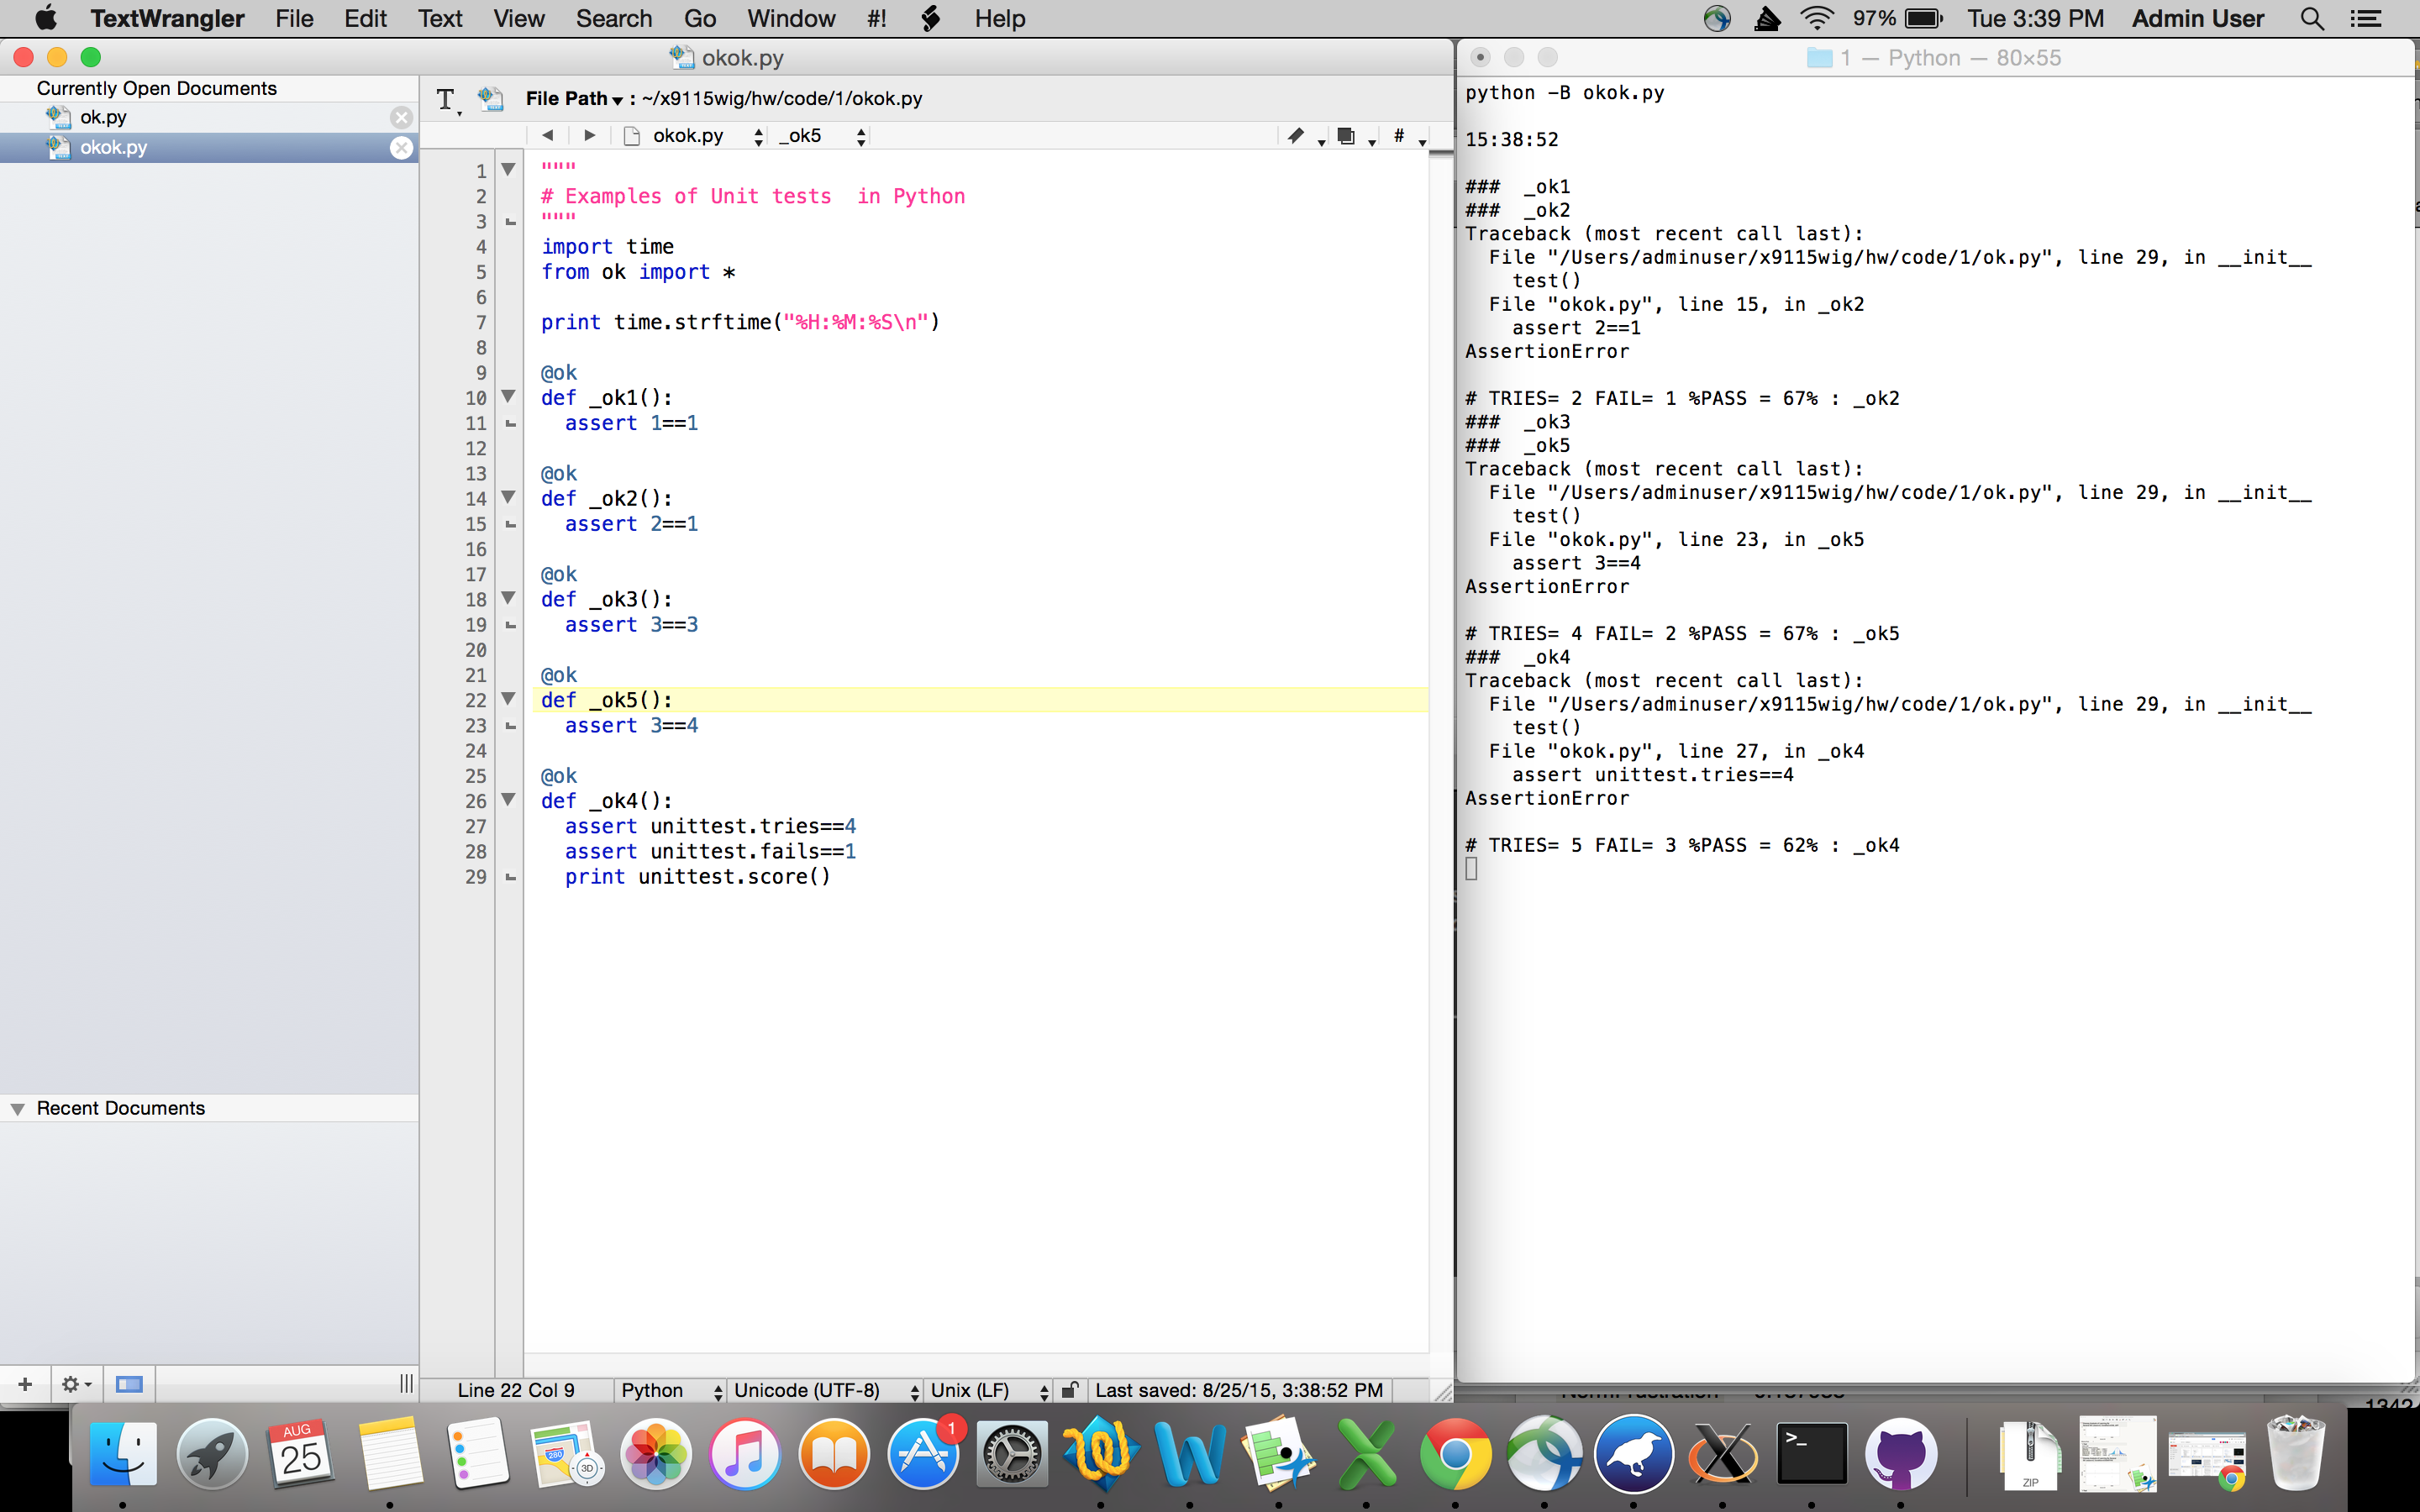 TextWrangler File Edit Text View Search Go Window #! Help 97% Tue 3:39 PM Admin User
okok.py
Currently Open Documents
ok.py
okok.py
File Path : ~/x9115wig/hw/code/1/okok.py
okok.py _ok5 #
1 """
2 # Examples of Unit tests  in Python
3 """
4 import time
5 from ok import *
6
7 print time.strftime("%H:%M:%S\n")
8
9 @ok
10 def _ok1():
11   assert 1==1
12
13 @ok
14 def _ok2():
15   assert 2==1
16
17 @ok
18 def _ok3():
19   assert 3==3
20
21 @ok
22 def _ok5():
23   assert 3==4
24
25 @ok
26 def _ok4():
27   assert unittest.tries==4
28   assert unittest.fails==1
29   print unittest.score()
Recent Documents
Line 22 Col 9 Python Unicode (UTF-8) Unix (LF) Last saved: 8/25/15, 3:38:52 PM
1 — Python — 80×55
python -B okok.py
15:38:52
###  _ok1
###  _ok2
Traceback (most recent call last):
  File "/Users/adminuser/x9115wig/hw/code/1/ok.py", line 29, in __init__
    test()
  File "okok.py", line 15, in _ok2
    assert 2==1
AssertionError
# TRIES= 2 FAIL= 1 %PASS = 67% : _ok2
###  _ok3
###  _ok5
Traceback (most recent call last):
  File "/Users/adminuser/x9115wig/hw/code/1/ok.py", line 29, in __init__
    test()
  File "okok.py", line 23, in _ok5
    assert 3==4
AssertionError
# TRIES= 4 FAIL= 2 %PASS = 67% : _ok5
###  _ok4
Traceback (most recent call last):
  File "/Users/adminuser/x9115wig/hw/code/1/ok.py", line 29, in __init__
    test()
  File "okok.py", line 27, in _ok4
    assert unittest.tries==4
AssertionError
# TRIES= 5 FAIL= 3 %PASS = 62% : _ok4
AUG
25
280
3D
1
>_
ZIP